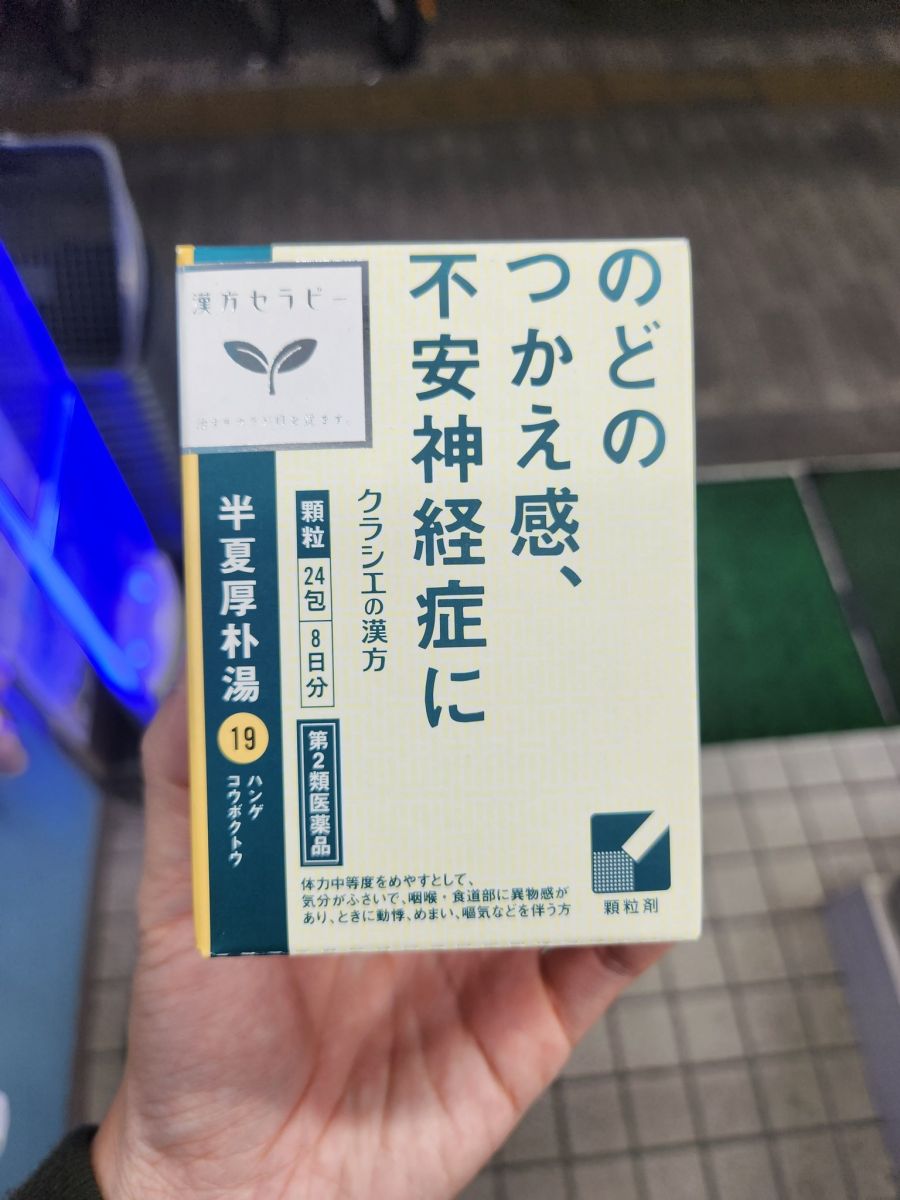 のどの
つかえ感、
不安神経症に
クラシエの漢方
漢方セラピー
半夏厚朴湯
19
ハンゲ
コウボクトウ
顆粒
24包
8日分
第2類医薬品
体力中等度をめやすとして、
気分がふさいで、咽喉・食道部に異物感が
あり、ときに動悸、めまい、嘔気などを伴う方
顆粒剤